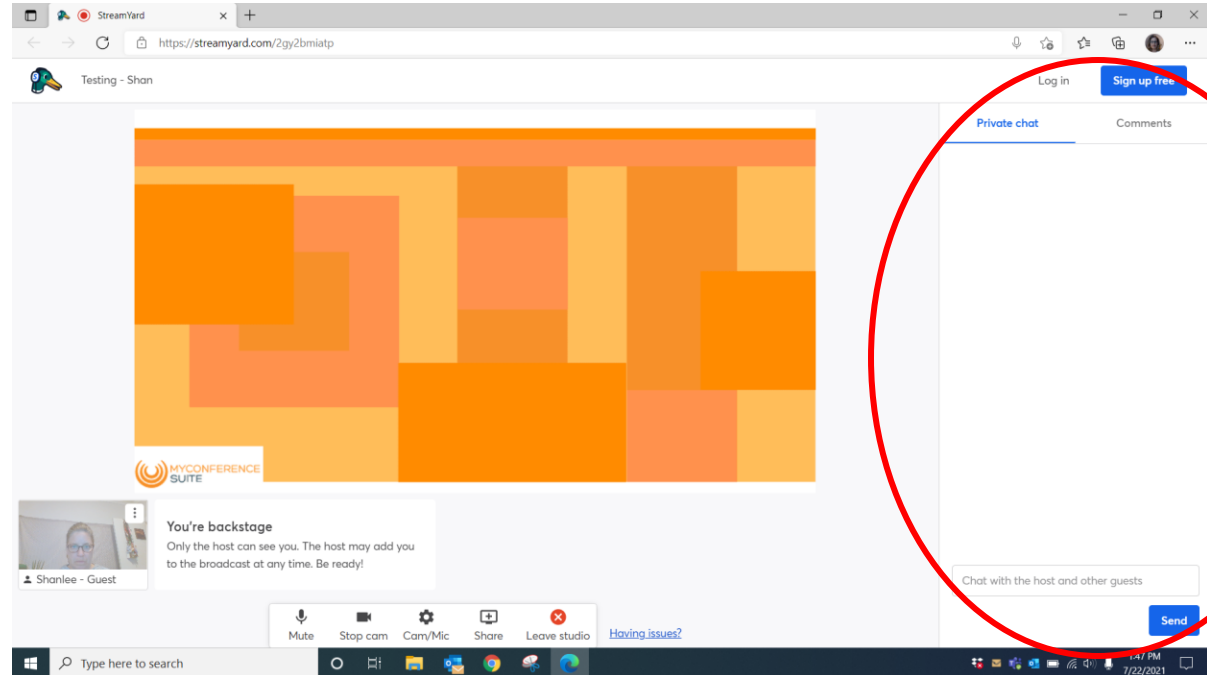 StreamYard
https://streamyard.com/2gy2bmiatp
Testing - Shan
Log in
Sign up free
Private chat
Comments
MYCONFERENCE
SUITE
You're backstage
Only the host can see you. The host may add you
to the broadcast at any time. Be ready!
Shanlee - Guest
Chat with the host and other guests
Send
Mute
Stop cam
Cam/Mic
Share
Leave studio
Having issues?
Type here to search
:47 PM
7/22/2021